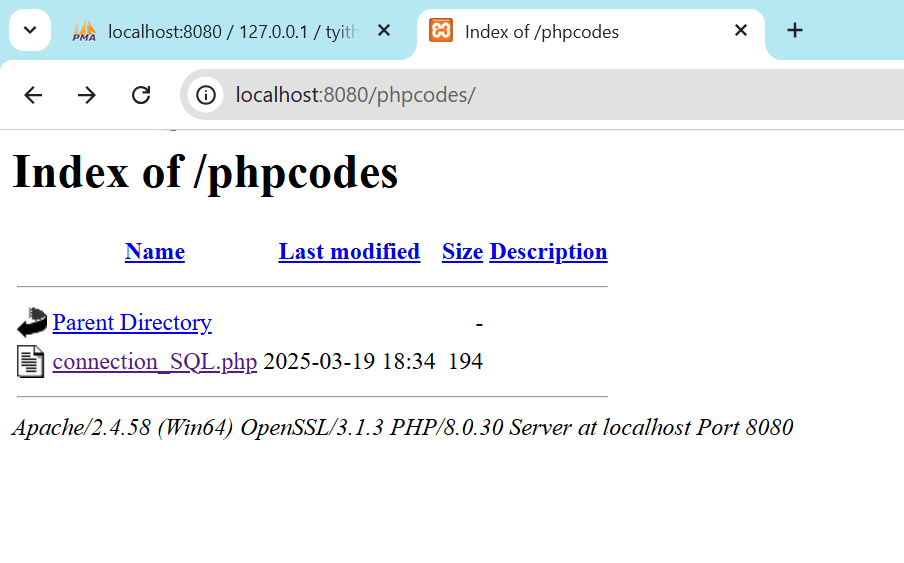 PMA localhost:8080 / 127.0.0.1 / tyith
Index of /phpcodes
localhost:8080/phpcodes/
Index of /phpcodes
Name Last modified Size Description
Parent Directory -
connection_SQL.php 2025-03-19 18:34 194
Apache/2.4.58 (Win64) OpenSSL/3.1.3 PHP/8.0.30 Server at localhost Port 8080